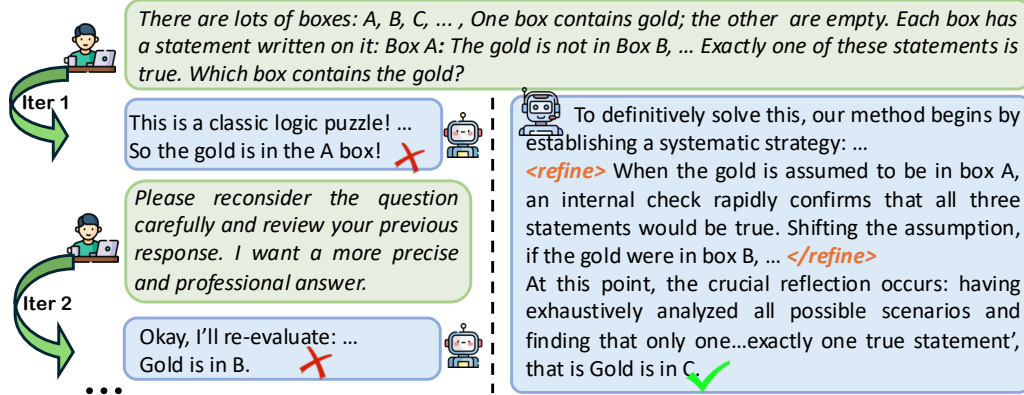 There are lots of boxes: A, B, C, ... , One box contains gold; the other are empty. Each box has
a statement written on it: Box A: The gold is not in Box B, ... Exactly one of these statements is
true. Which box contains the gold?
Iter 1
This is a classic logic puzzle! ...
So the gold is in the A box!
Please reconsider the question
carefully and review your previous
response. I want a more precise
and professional answer.
Iter 2
Okay, I'll re-evaluate: ...
Gold is in B.
...
To definitively solve this, our method begins by
establishing a systematic strategy: ...
<refine> When the gold is assumed to be in box A,
an internal check rapidly confirms that all three
statements would be true. Shifting the assumption,
if the gold were in box B, ... </refine>
At this point, the crucial reflection occurs: having
exhaustively analyzed all possible scenarios and
finding that only one...exactly one true statement’,
that is Gold is in C.